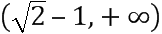 (√2 − 1, + ∞)